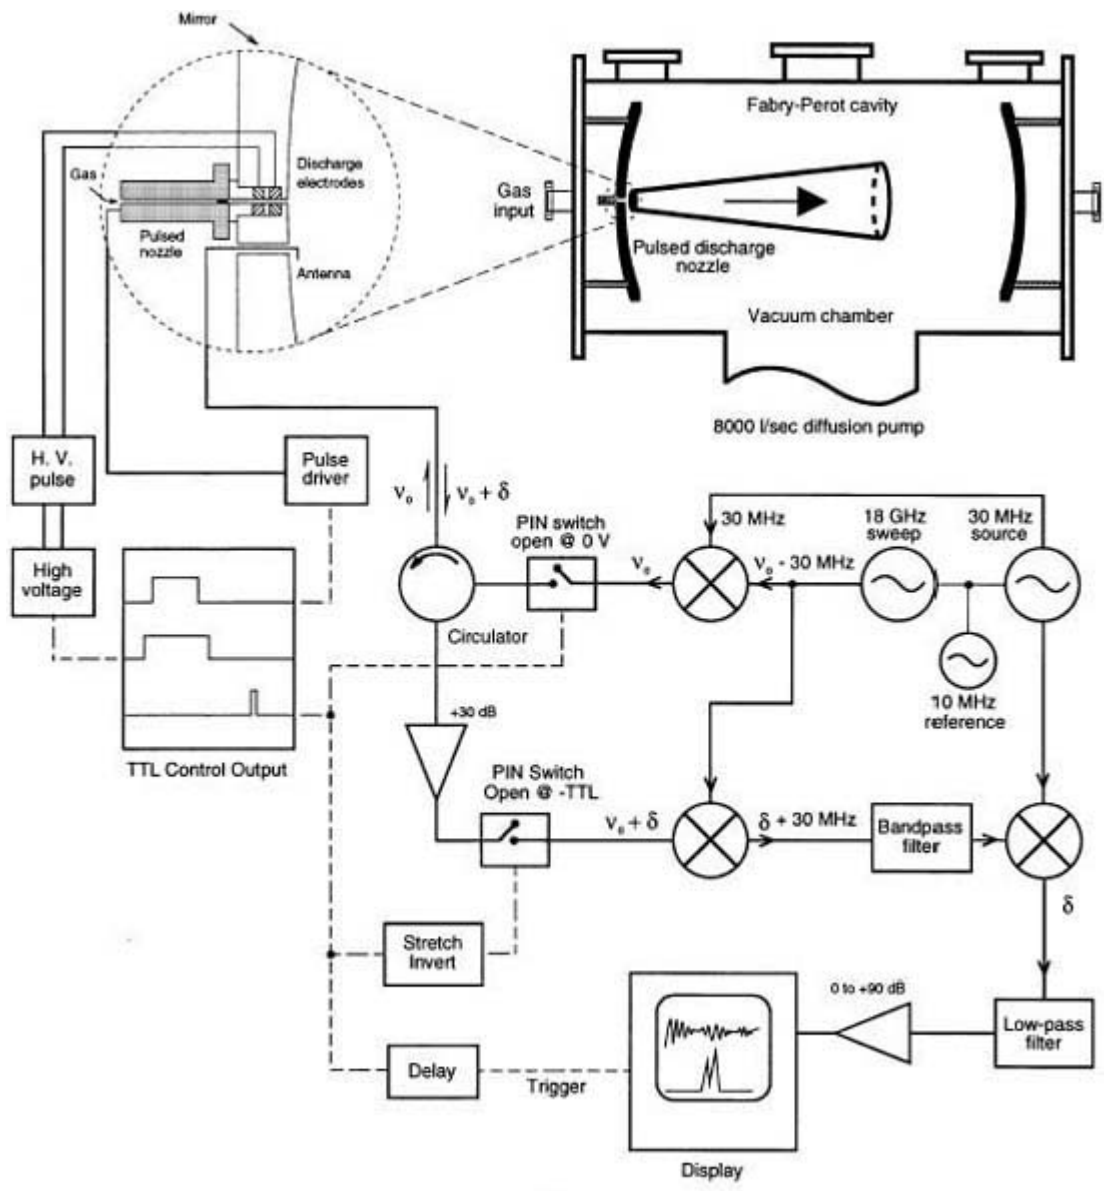 Mirror
Gas
Discharge
electrodes
Pulsed
nozzle
Antenna
Fabry-Perot cavity
Gas
input
Pulsed discharge
nozzle
Vacuum chamber
8000 l/sec diffusion pump
H. V.
pulse
Pulse
driver
High
voltage
TTL Control Output
ν₀
ν₀ + δ
Circulator
PIN switch
open @ 0 V
ν₀
30 MHz
ν₀ - 30 MHz
18 GHz
sweep
30 MHz
source
10 MHz
reference
+30 dB
PIN Switch
Open @ -TTL
ν₀ + δ
δ + 30 MHz
Bandpass
filter
δ
Stretch
Invert
Delay
Trigger
Display
0 to +90 dB
Low-pass
filter